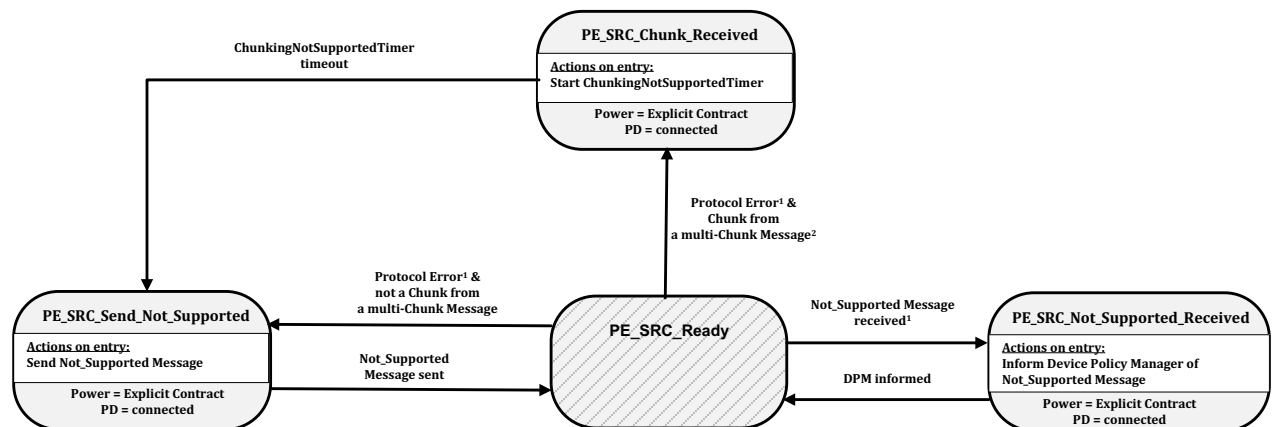 PE_SRC_Chunk_Received
ChunkingNotSupportedTimer
timeout
Actions on entry:
Start ChunkingNotSupportedTimer
Power = Explicit Contract
PD = connected
Protocol Error¹ &
Chunk from
a multi-Chunk Message²
PE_SRC_Send_Not_Supported
Actions on entry:
Send Not_Supported Message
Power = Explicit Contract
PD = connected
Protocol Error¹ &
not a Chunk from
a multi-Chunk Message
Not_Supported
Message sent
PE_SRC_Ready
Not_Supported Message
received¹
DPM informed
PE_SRC_Not_Supported_Received
Actions on entry:
Inform Device Policy Manager of
Not_Supported Message
Power = Explicit Contract
PD = connected